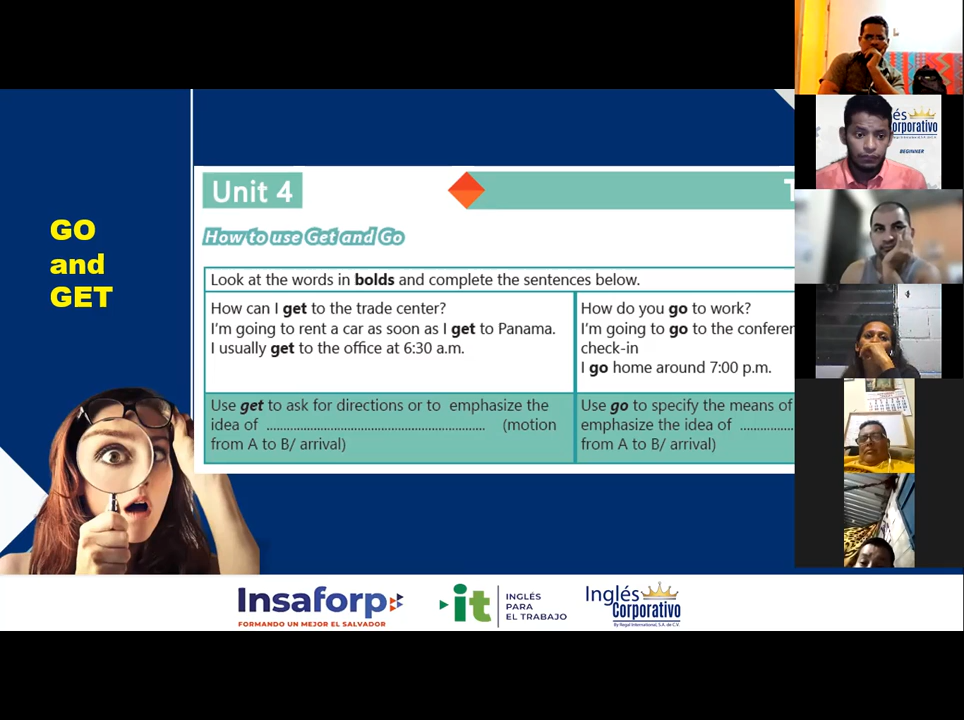 GO
and
GET
Unit 4
T
How to use Get and Go
Look at the words in bolds and complete the sentences below.
How can I get to the trade center?
I'm going to rent a car as soon as I get to Panama.
I usually get to the office at 6:30 a.m.
How do you go to work?
I'm going to go to the conferen
check-in
I go home around 7:00 p.m.
Use get to ask for directions or to emphasize the
idea of ........................................................ (motion
from A to B/ arrival)
Use go to specify the means of
emphasize the idea of ..............
from A to B/ arrival)
Insaforp
FORMANDO UN MEJOR EL SALVADOR
it
INGLÉS
PARA
EL TRABAJO
Inglés
Corporativo
By Regal International, S.A. de C.V.
és
orporativo
BEGINNER